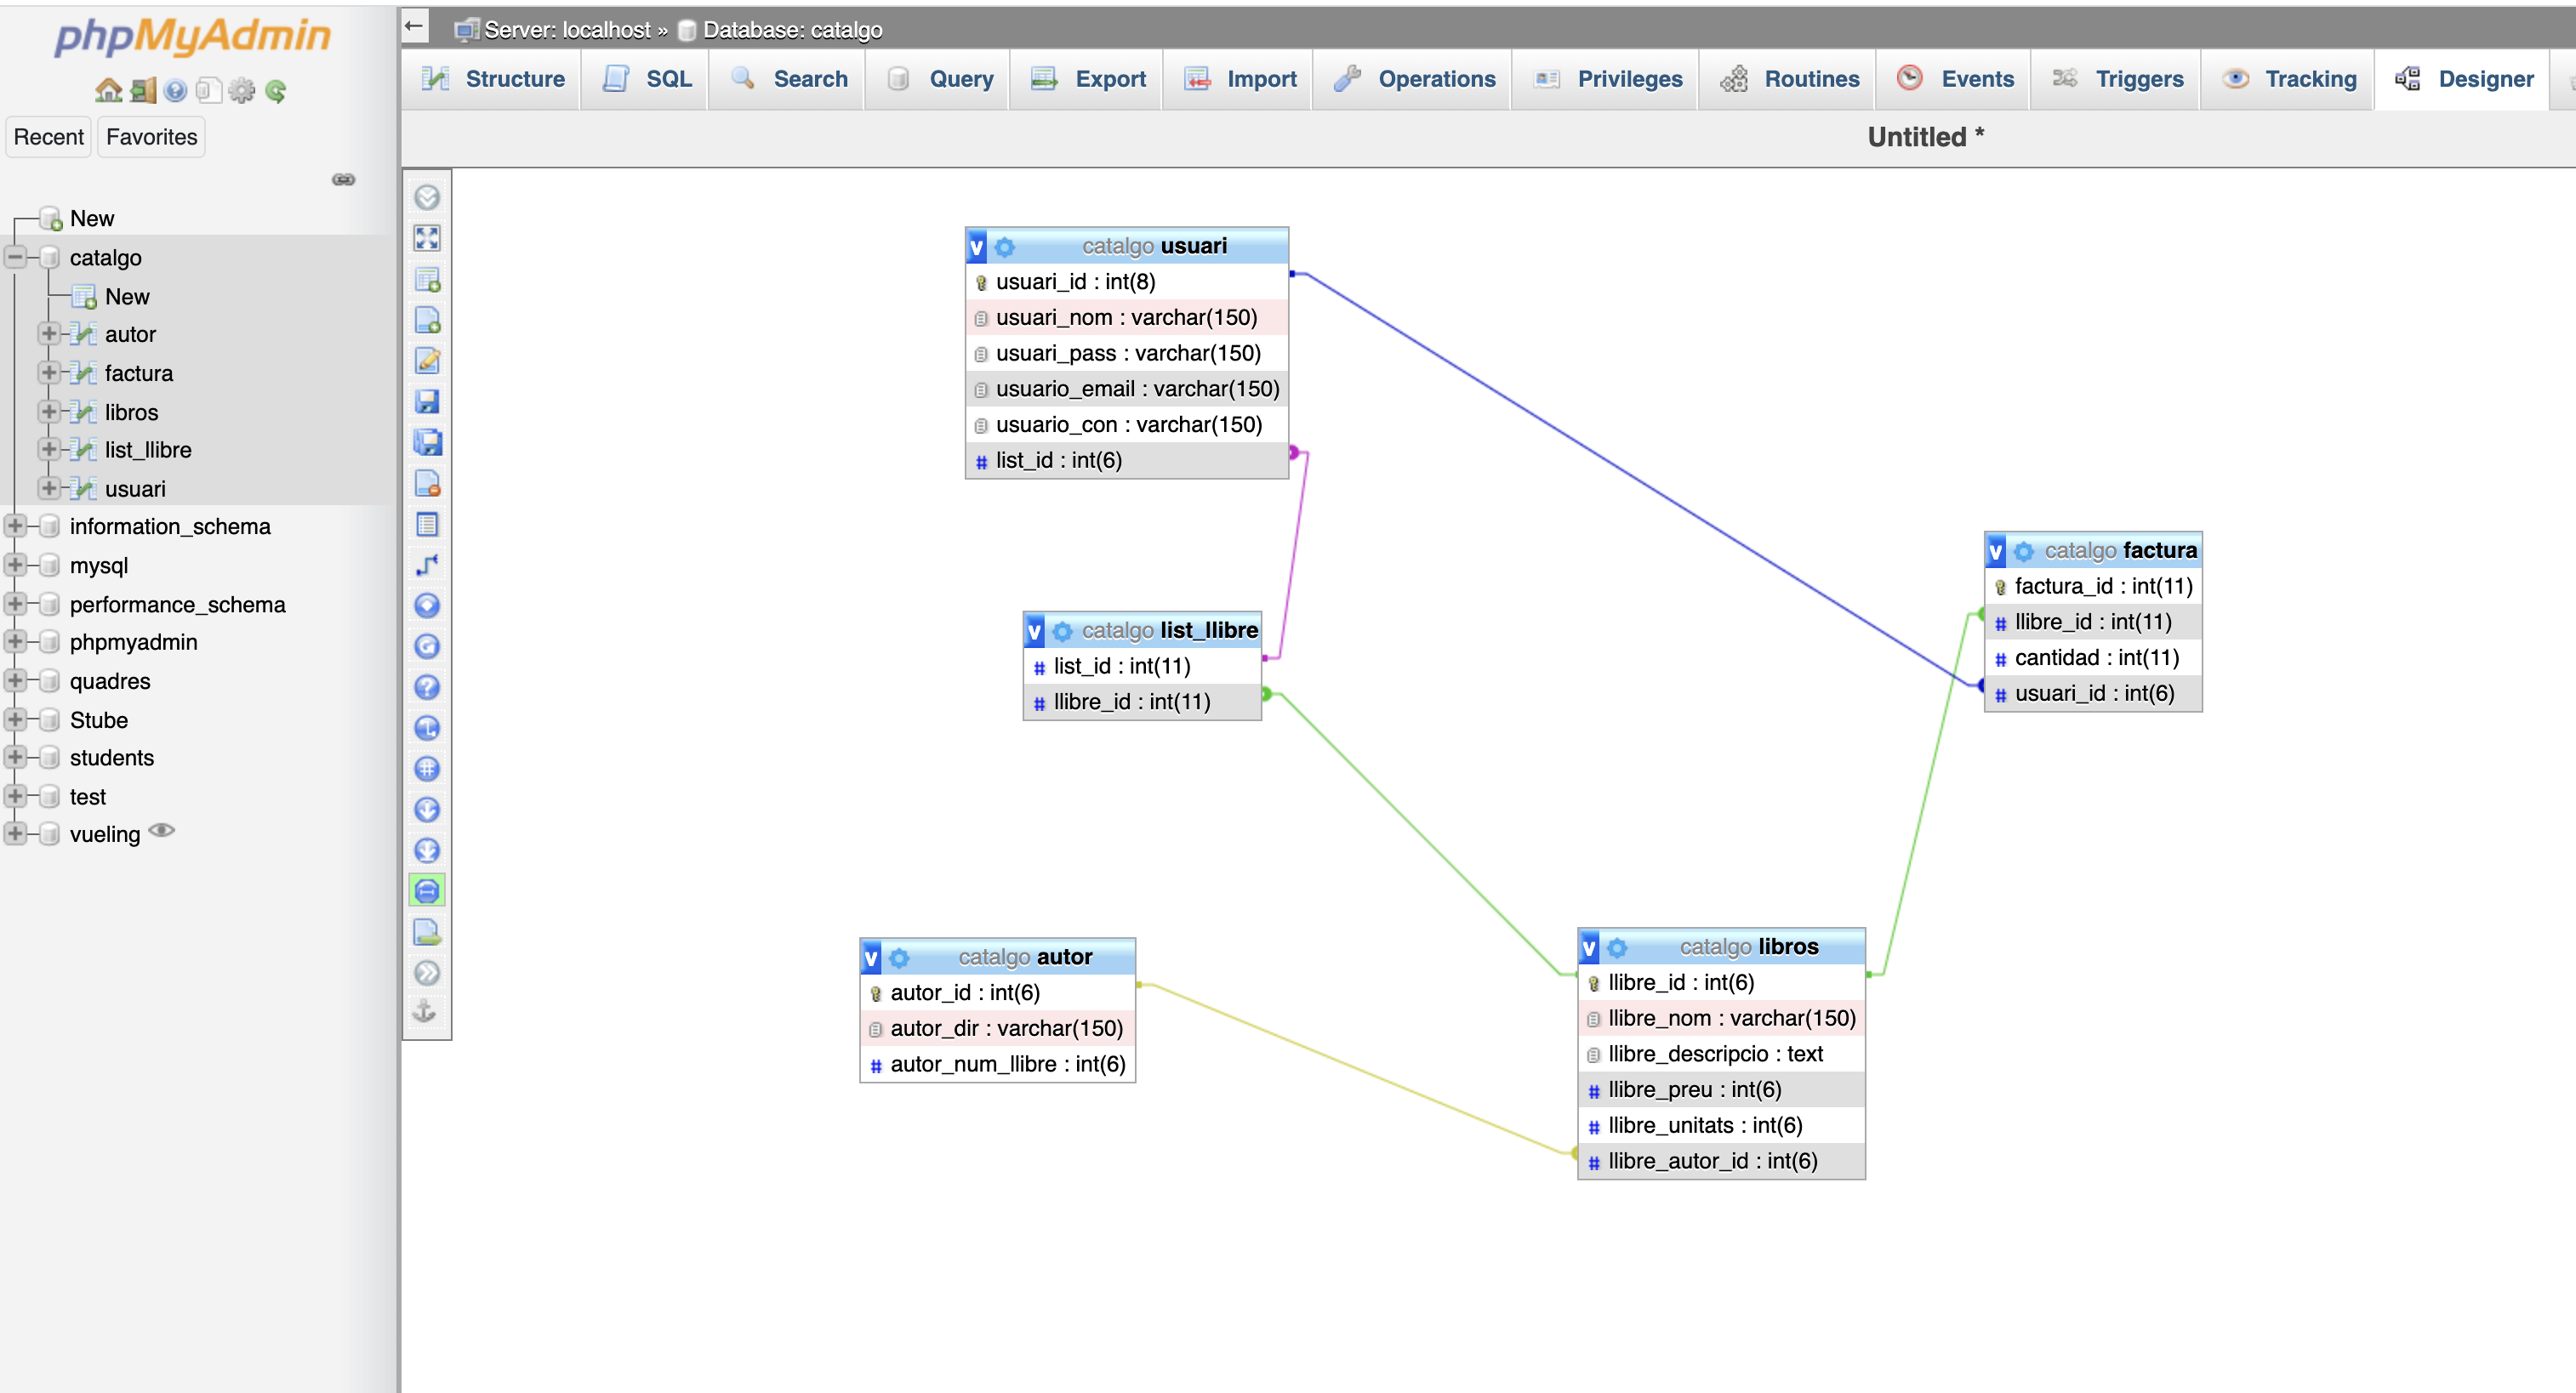 phpMyAdmin
Recent Favorites
New
catalgo
New
autor
factura
libros
list_llibre
usuari
information_schema
mysql
performance_schema
phpmyadmin
quadres
Stube
students
test
vueling
Server: localhost » Database: catalgo
Structure SQL Search Query Export Import Operations Privileges Routines Events Triggers Tracking Designer
Untitled *
v catalgo usuari
usuari_id : int(8)
usuari_nom : varchar(150)
usuari_pass : varchar(150)
usuario_email : varchar(150)
usuario_con : varchar(150)
# list_id : int(6)
v catalgo factura
factura_id : int(11)
# llibre_id : int(11)
# cantidad : int(11)
# usuari_id : int(6)
v catalgo list_llibre
# list_id : int(11)
# llibre_id : int(11)
v catalgo autor
autor_id : int(6)
autor_dir : varchar(150)
# autor_num_llibre : int(6)
v catalgo libros
llibre_id : int(6)
llibre_nom : varchar(150)
llibre_descripcio : text
# llibre_preu : int(6)
# llibre_unitats : int(6)
# llibre_autor_id : int(6)